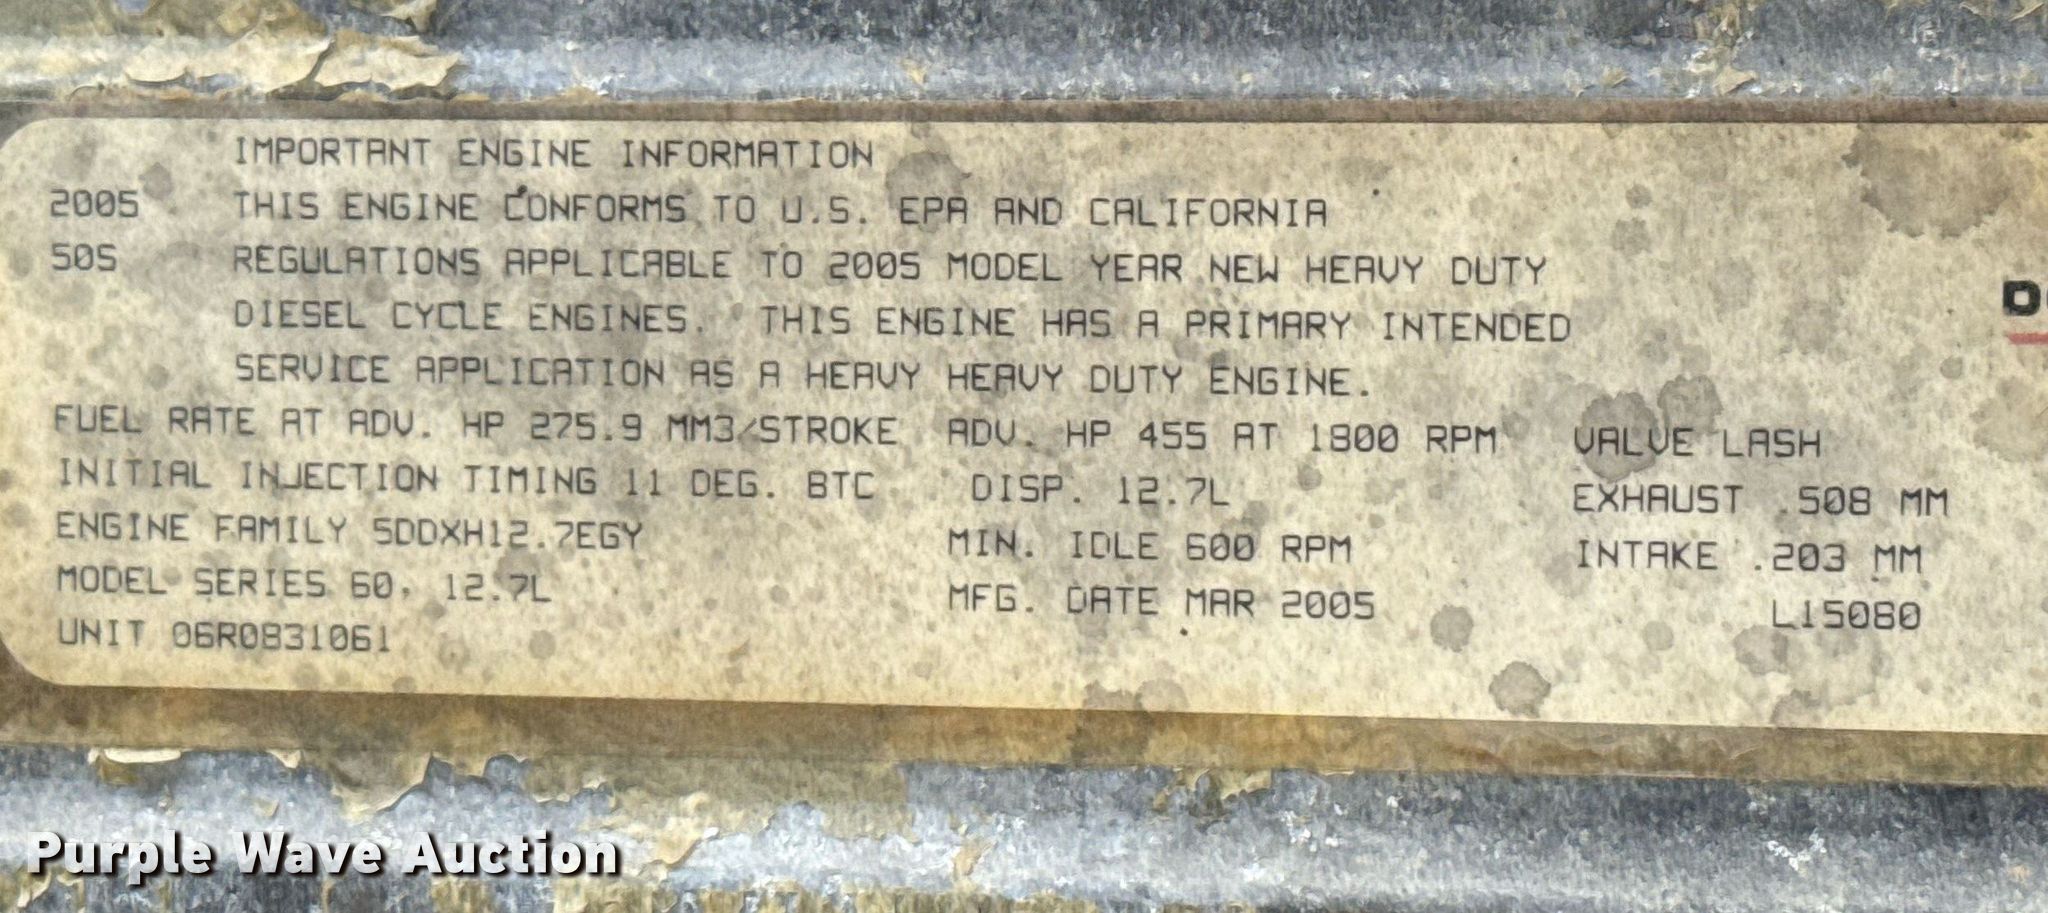 IMPORTANT ENGINE INFORMATION
2005 THIS ENGINE CONFORMS TO U.S. EPA AND CALIFORNIA
50S REGULATIONS APPLICABLE TO 2005 MODEL YEAR NEW HEAVY DUTY
DIESEL CYCLE ENGINES. THIS ENGINE HAS A PRIMARY INTENDED
SERVICE APPLICATION AS A HEAVY HEAVY DUTY ENGINE.
FUEL RATE AT ADV. HP 275.9 MM3/STROKE ADV. HP 455 AT 1800 RPM VALVE LASH
INITIAL INJECTION TIMING 11 DEG. BTC DISP. 12.7L EXHAUST .508 MM
ENGINE FAMILY 5DDXH12.7EGY MIN. IDLE 600 RPM INTAKE .203 MM
MODEL SERIES 60, 12.7L MFG. DATE MAR 2005 L15080
UNIT 06R0831061
Purple Wave Auction